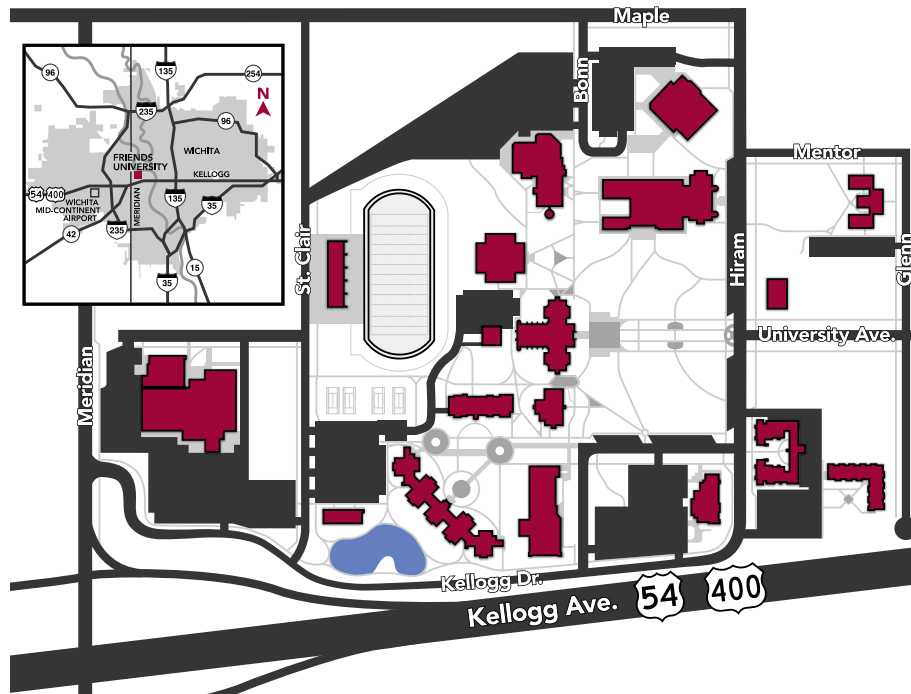 Maple
Bonn
Mentor
Glenn
Hiram
University Ave.
St. Clair
Meridian
Kellogg Dr.
Kellogg Ave.
54
400
96
135
254
N
235
96
FRIENDS
UNIVERSITY
WICHITA
KELLOGG
54
400
WICHITA
MID-CONTINENT
AIRPORT
MERIDIAN
135
35
42
235
15
35